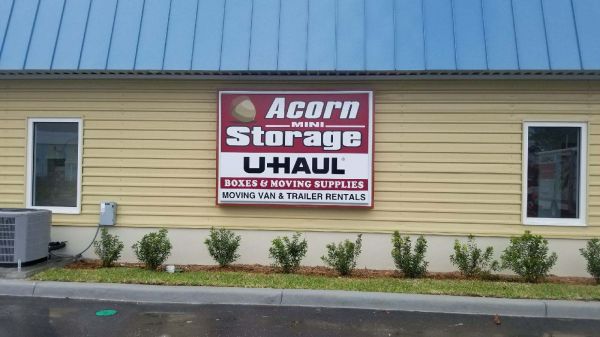 Acorn
MINI
Storage
U-HAUL®
BOXES & MOVING SUPPLIES
MOVING VAN & TRAILER RENTALS